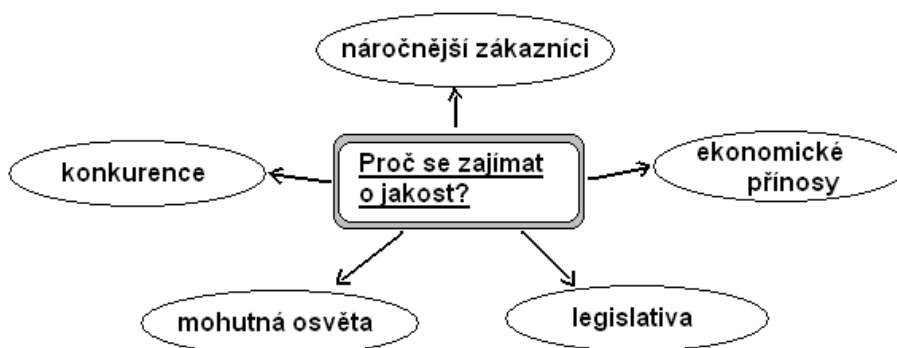 náročnější zákazníci
konkurence
Proč se zajímat
o jakost?
ekonomické
přínosy
mohutná osvěta
legislativa